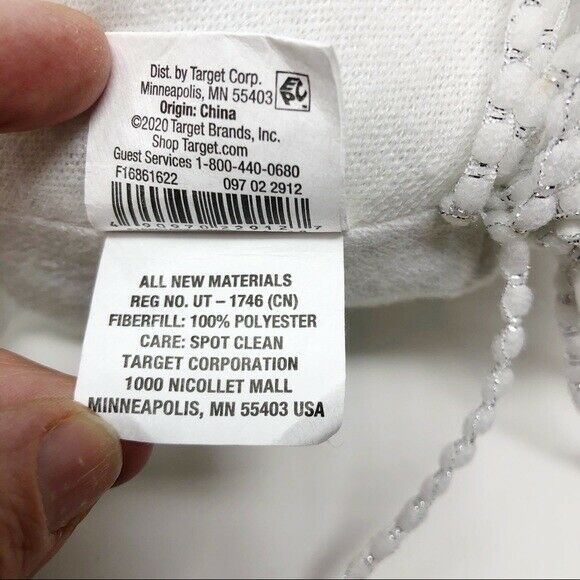 Dist. by Target Corp.
Minneapolis, MN 55403
Origin: China
©2020 Target Brands, Inc.
Shop Target.com
Guest Services 1-800-440-0680
F16861622 097 02 2912
ALL NEW MATERIALS
REG NO. UT – 1746 (CN)
FIBERFILL: 100% POLYESTER
CARE: SPOT CLEAN
TARGET CORPORATION
1000 NICOLLET MALL
MINNEAPOLIS, MN 55403 USA